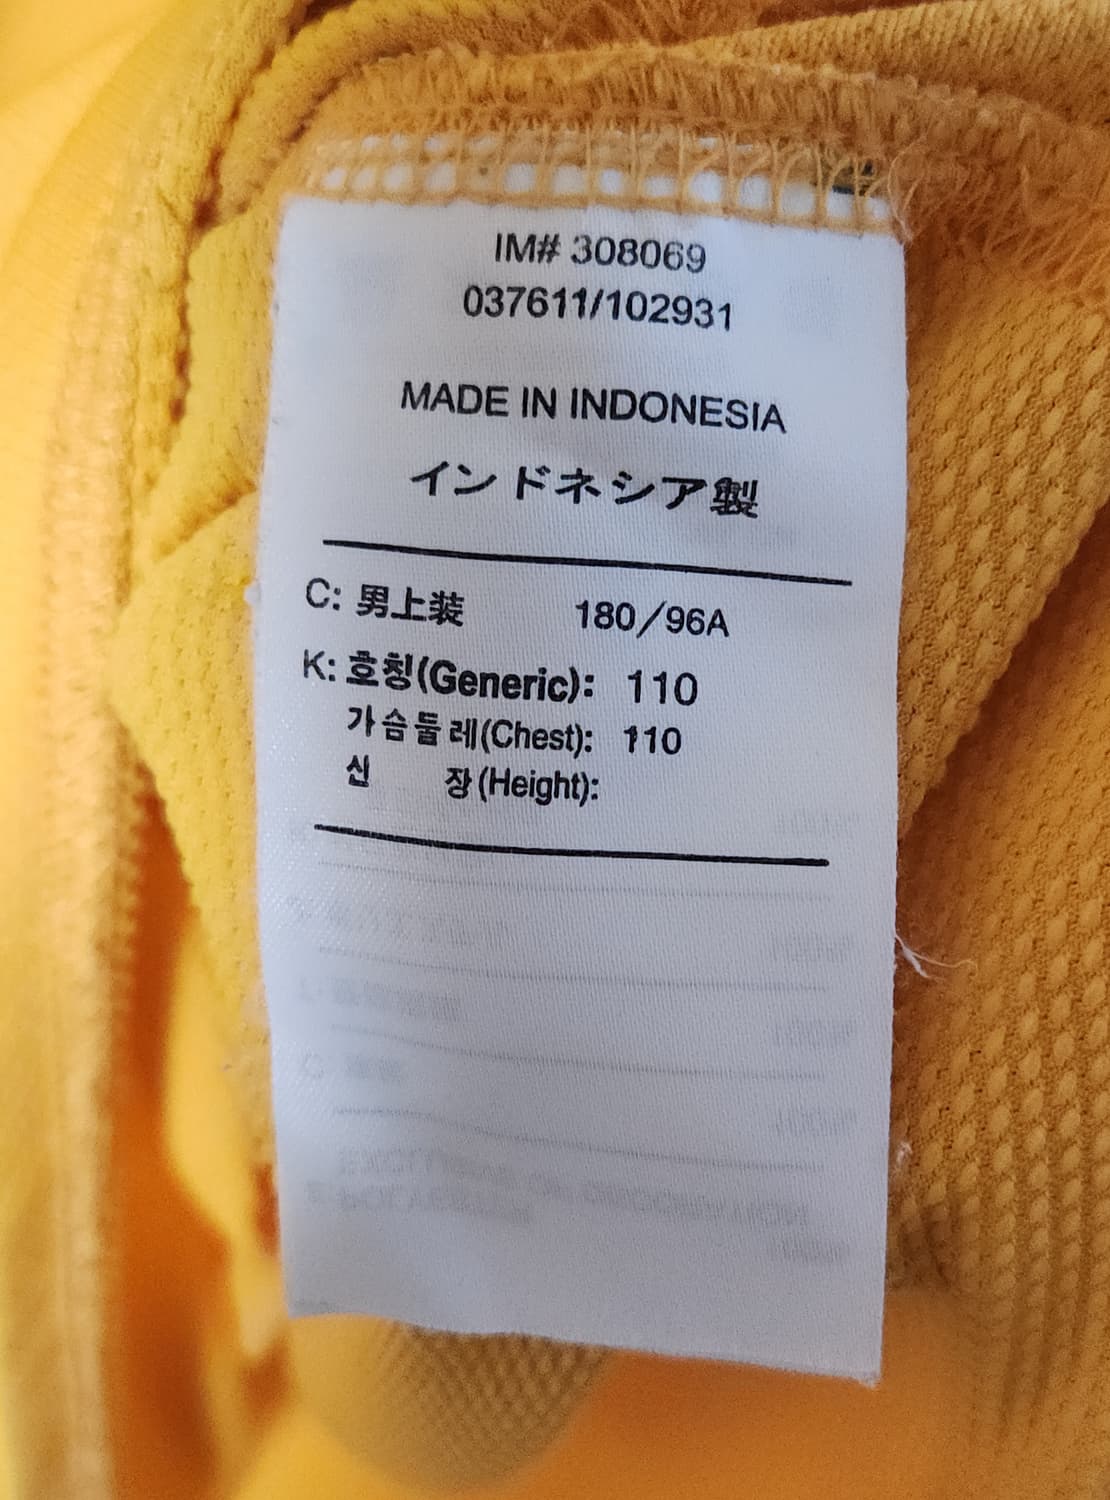 IM# 308069
037611/102931
MADE IN INDONESIA
インドネシア製
C: 男上装 180/96A
K: 호칭(Generic): 110
가슴둘레(Chest): 110
신 장(Height):